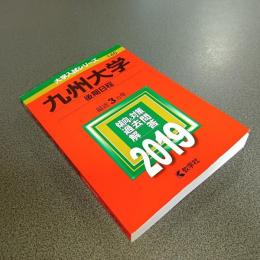 大学入試シリーズ
九州大学
後期日程
最近3ヵ年
傾向と対策
過去問
解答
2019
教学社